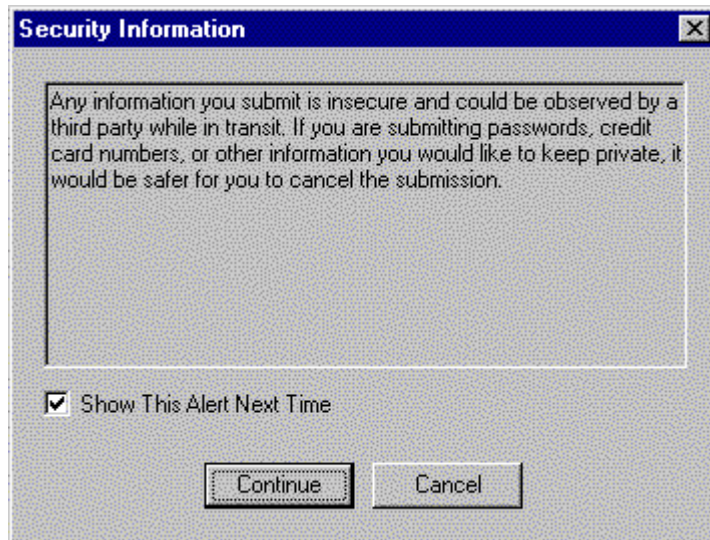 Security Information
Any information you submit is insecure and could be observed by a
third party while in transit. If you are submitting passwords, credit
card numbers, or other information you would like to keep private, it
would be safer for you to cancel the submission.
Show This Alert Next Time
Continue
Cancel